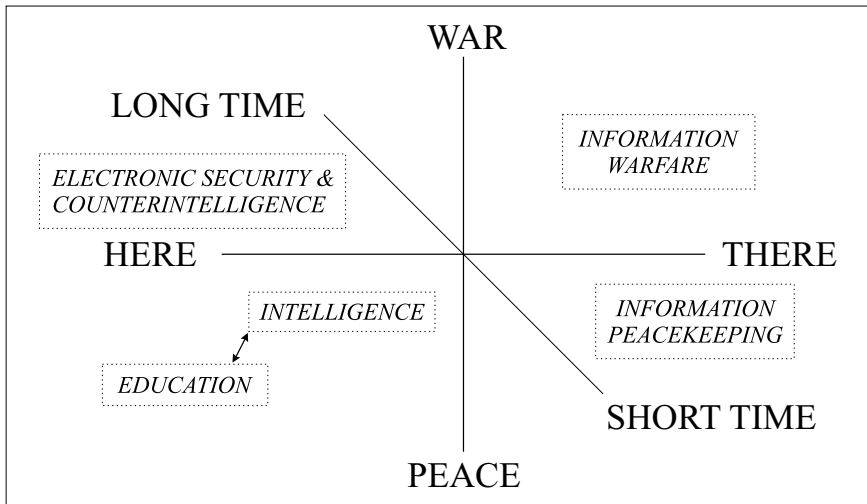 WAR
LONG TIME
INFORMATION
WARFARE
ELECTRONIC SECURITY &
COUNTERINTELLIGENCE
HERE
THERE
INTELLIGENCE
INFORMATION
PEACEKEEPING
EDUCATION
SHORT TIME
PEACE